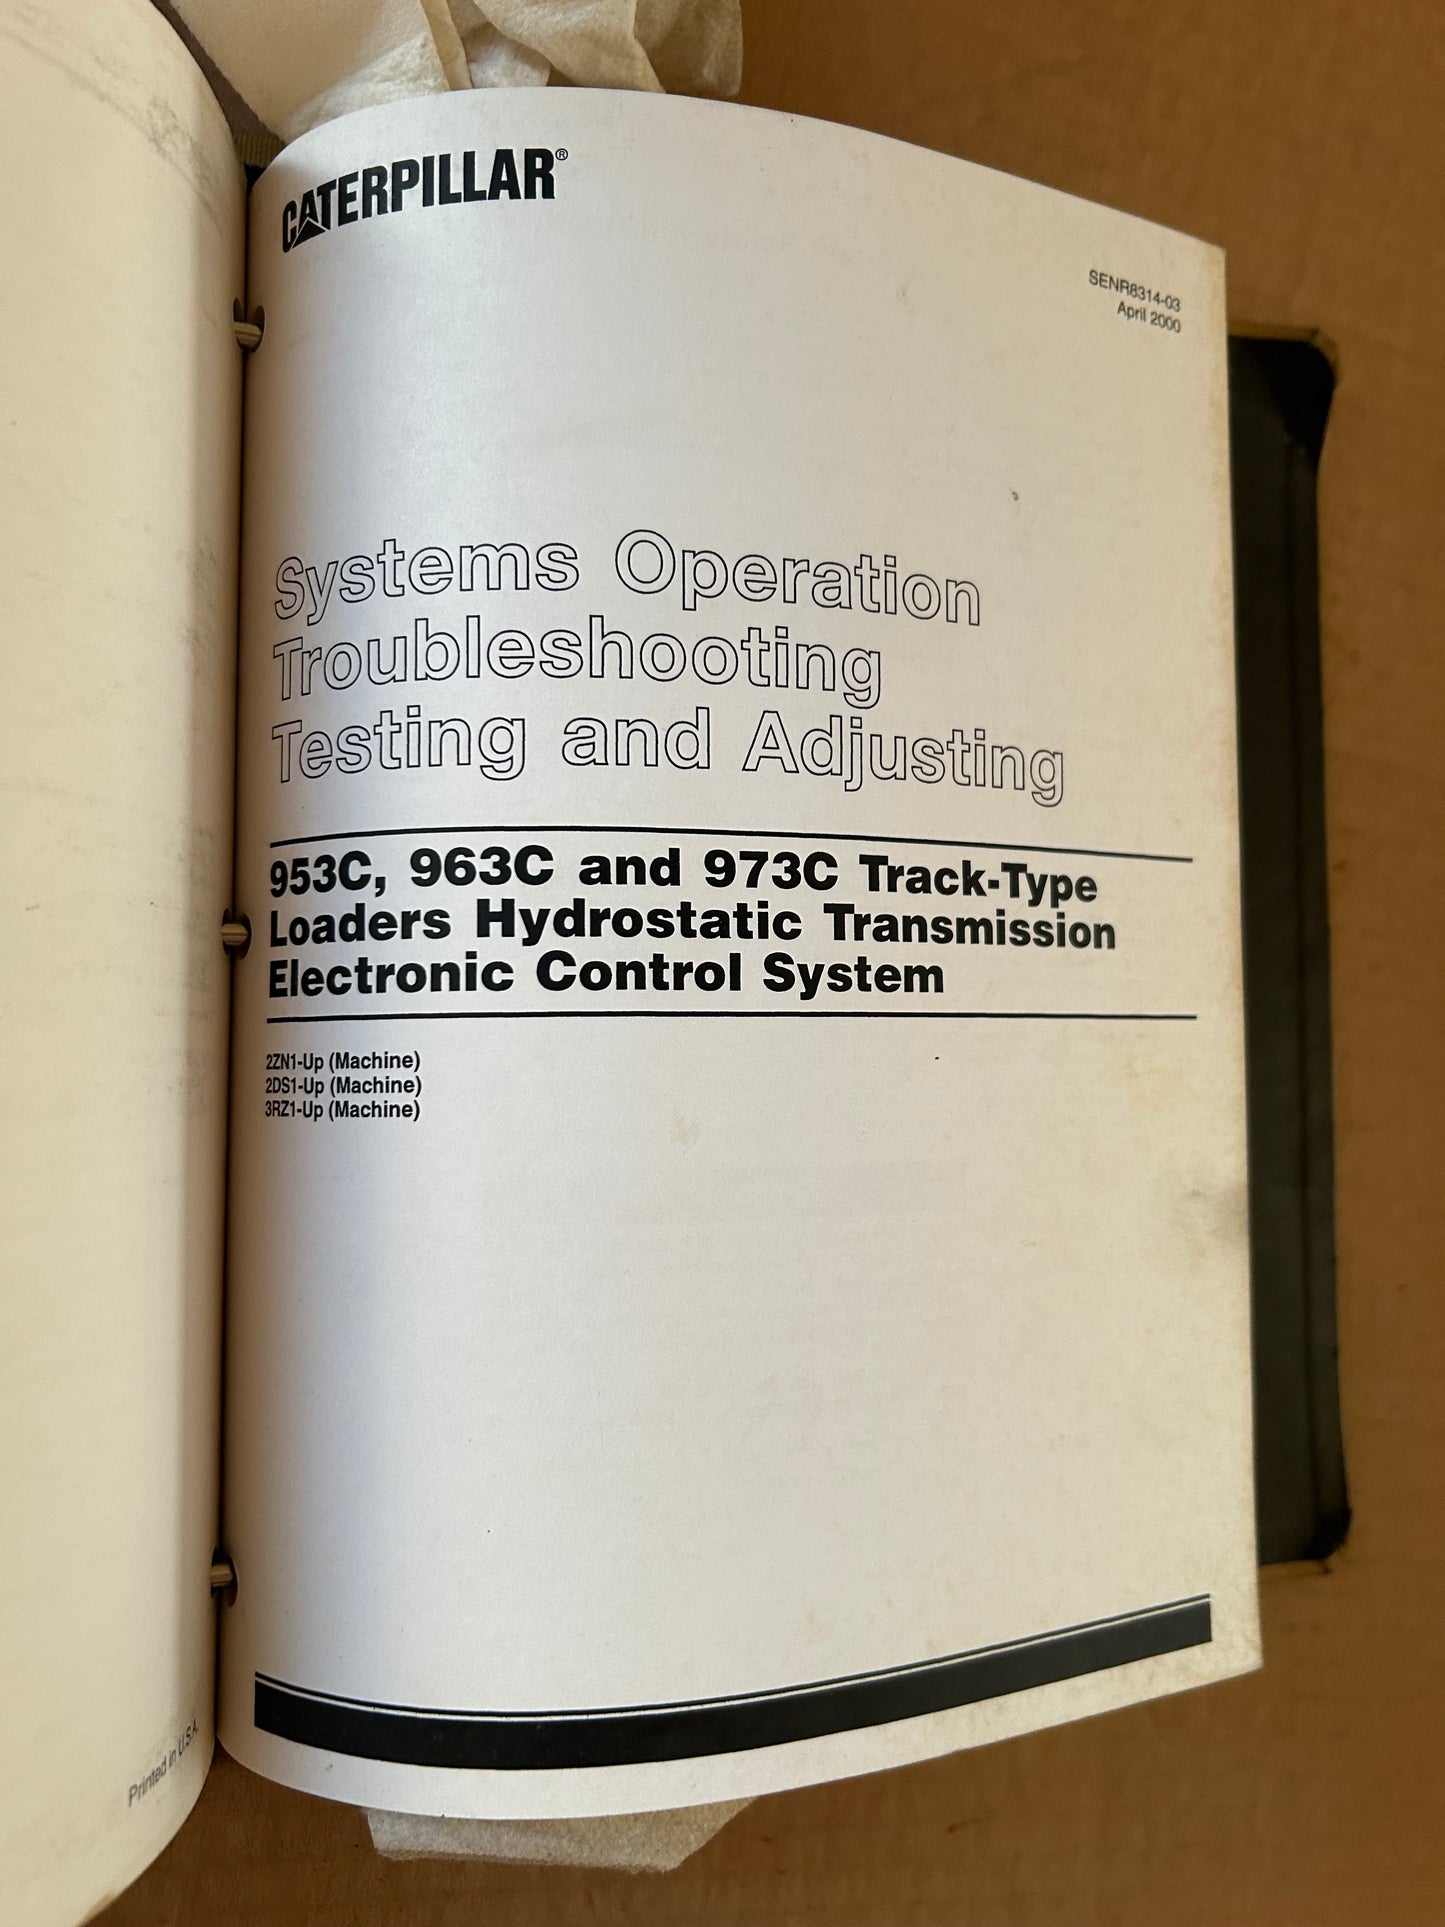 CATERPILLAR®
SENR8314-03
April 2000
Systems Operation
Troubleshooting
Testing and Adjusting
953C, 963C and 973C Track-Type
Loaders Hydrostatic Transmission
Electronic Control System
2ZN1-Up (Machine)
2DS1-Up (Machine)
3RZ1-Up (Machine)
Printed in U.S.A.